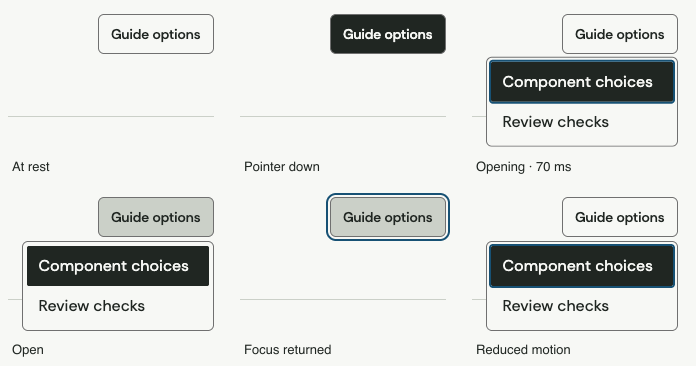 Guide options
Guide options
Guide options
Component choices
Review checks
At rest
Pointer down
Opening · 70 ms
Guide options
Guide options
Guide options
Component choices
Component choices
Review checks
Review checks
Open
Focus returned
Reduced motion